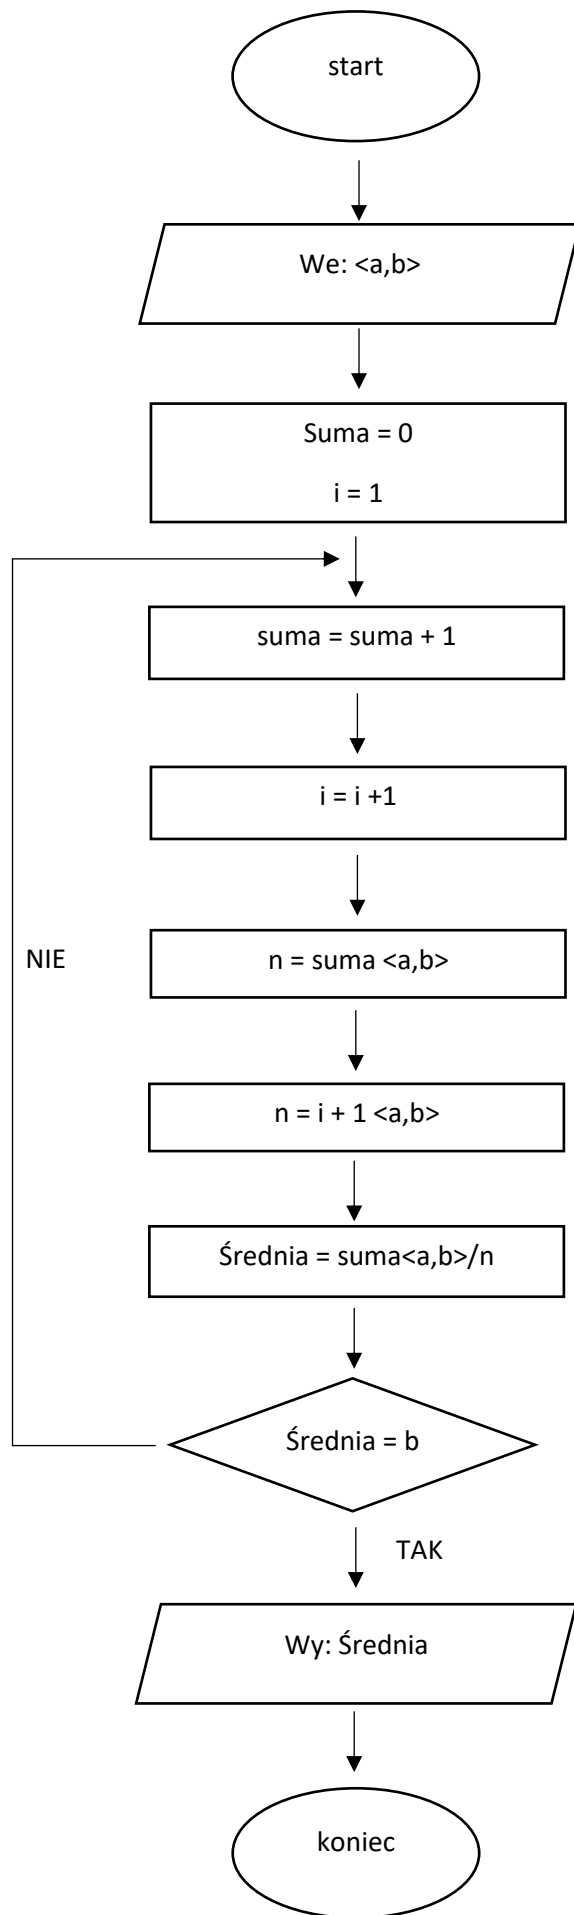 start
We: <a,b>
Suma = 0
i = 1
suma = suma + 1
i = i +1
NIE
n = suma <a,b>
n = i + 1 <a,b>
Średnia = suma<a,b>/n
Średnia = b
TAK
Wy: Średnia
koniec